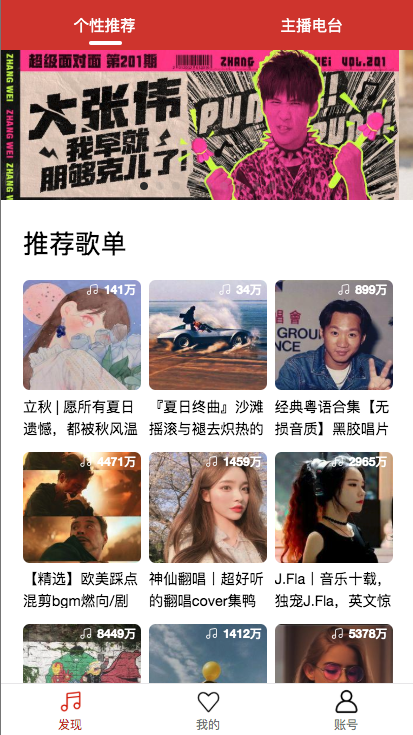 个性推荐 主播电台
超级面对面 第201期 ZHANG WEI VOL.201
ZHANG WEI ZHANG WEI ZHANG WEI
大张伟
我早就
朋够克儿了
推荐歌单
141万 34万 899万
立秋 | 愿所有夏日 『夏日终曲』沙滩 经典粤语合集【无
遗憾，都被秋风温 摇滚与褪去炽热的 损音质】黑胶唱片
4471万 1459万 2965万
【精选】欧美踩点 神仙翻唱｜超好听 J.Fla｜音乐十载，
混剪bgm燃向/剧 的翻唱cover集鸭 独宠J.Fla，英文惊
8449万 1412万 5378万
发现 我的 账号